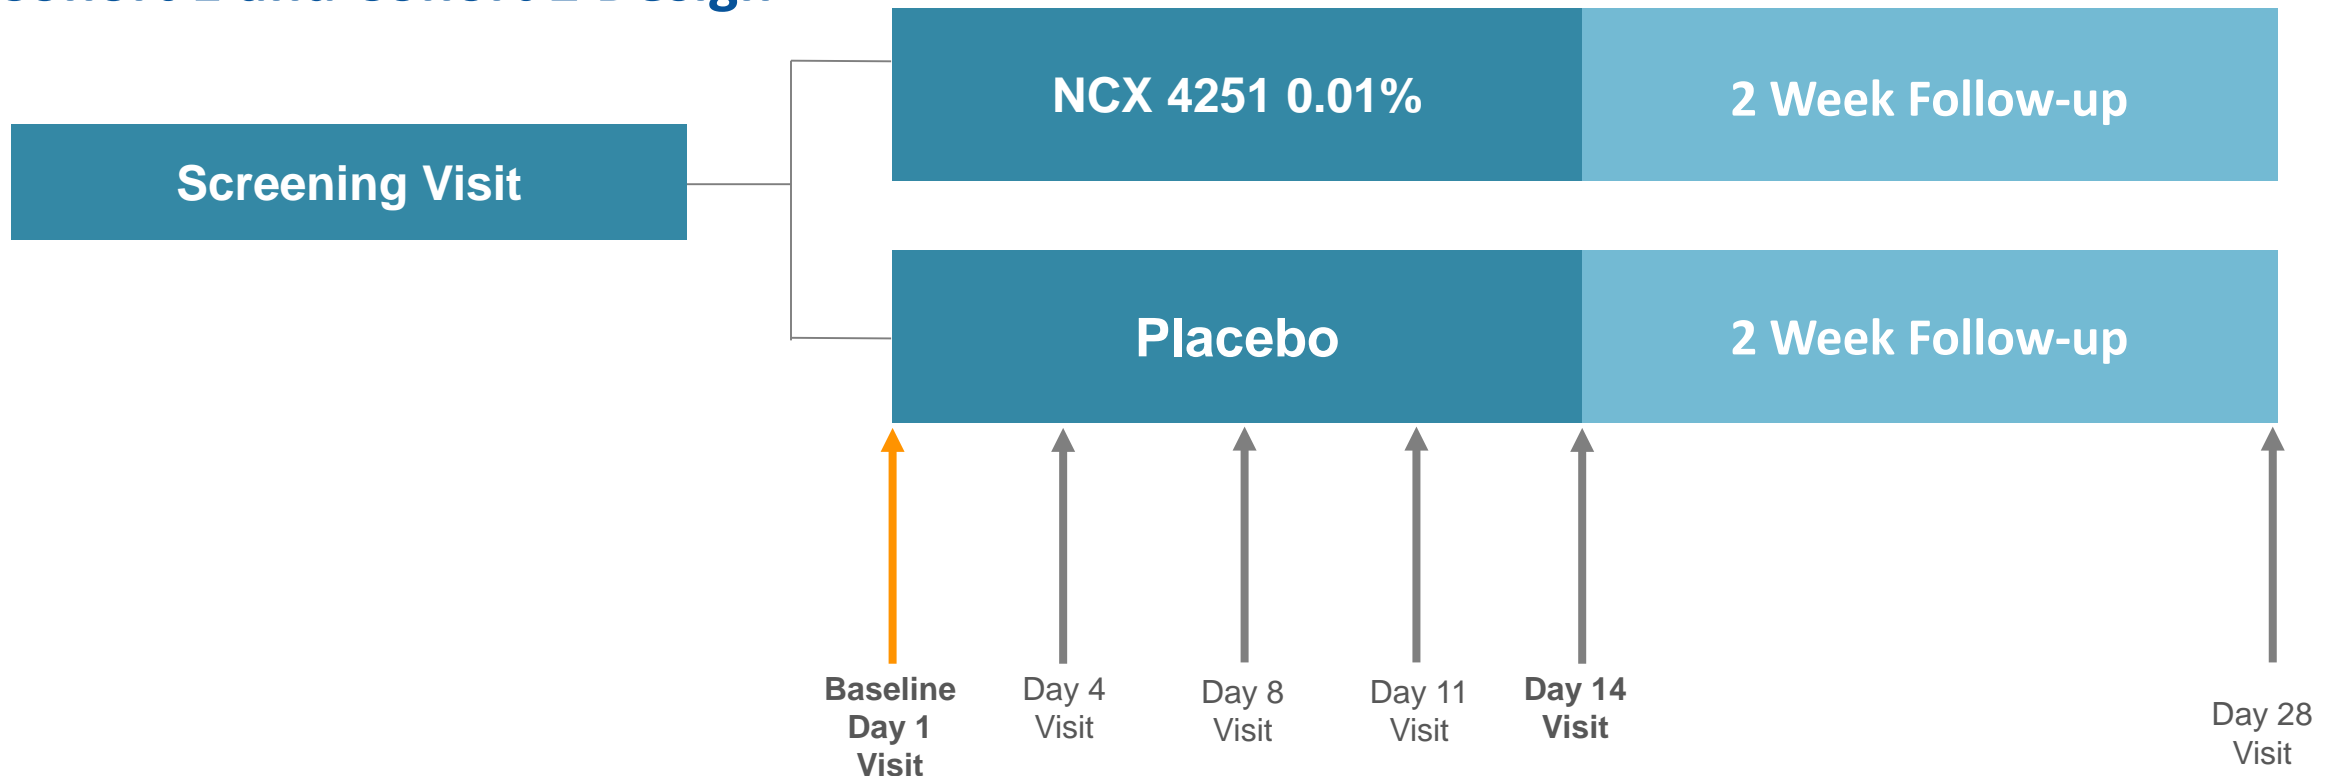 and
NCX 4251 0.01%
2 Week Follow-up
Screening Visit
Placebo
2 Week Follow-up
Baseline
Day 1
Visit
Day 4
Visit
Day 8
Visit
Day 11
Visit
Day 14
Visit
Day 28
Visit